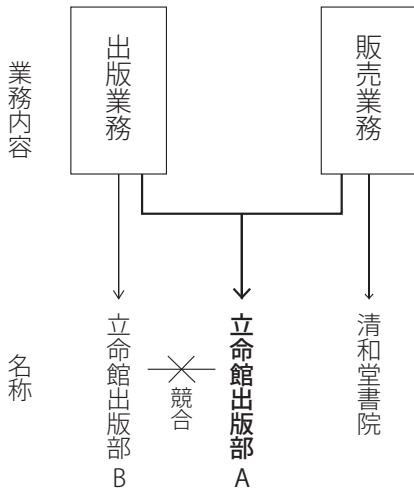 業務内容
出版業務
販売業務
名称
立命館出版部
B
競合
立命館出版部
A
清和堂書院